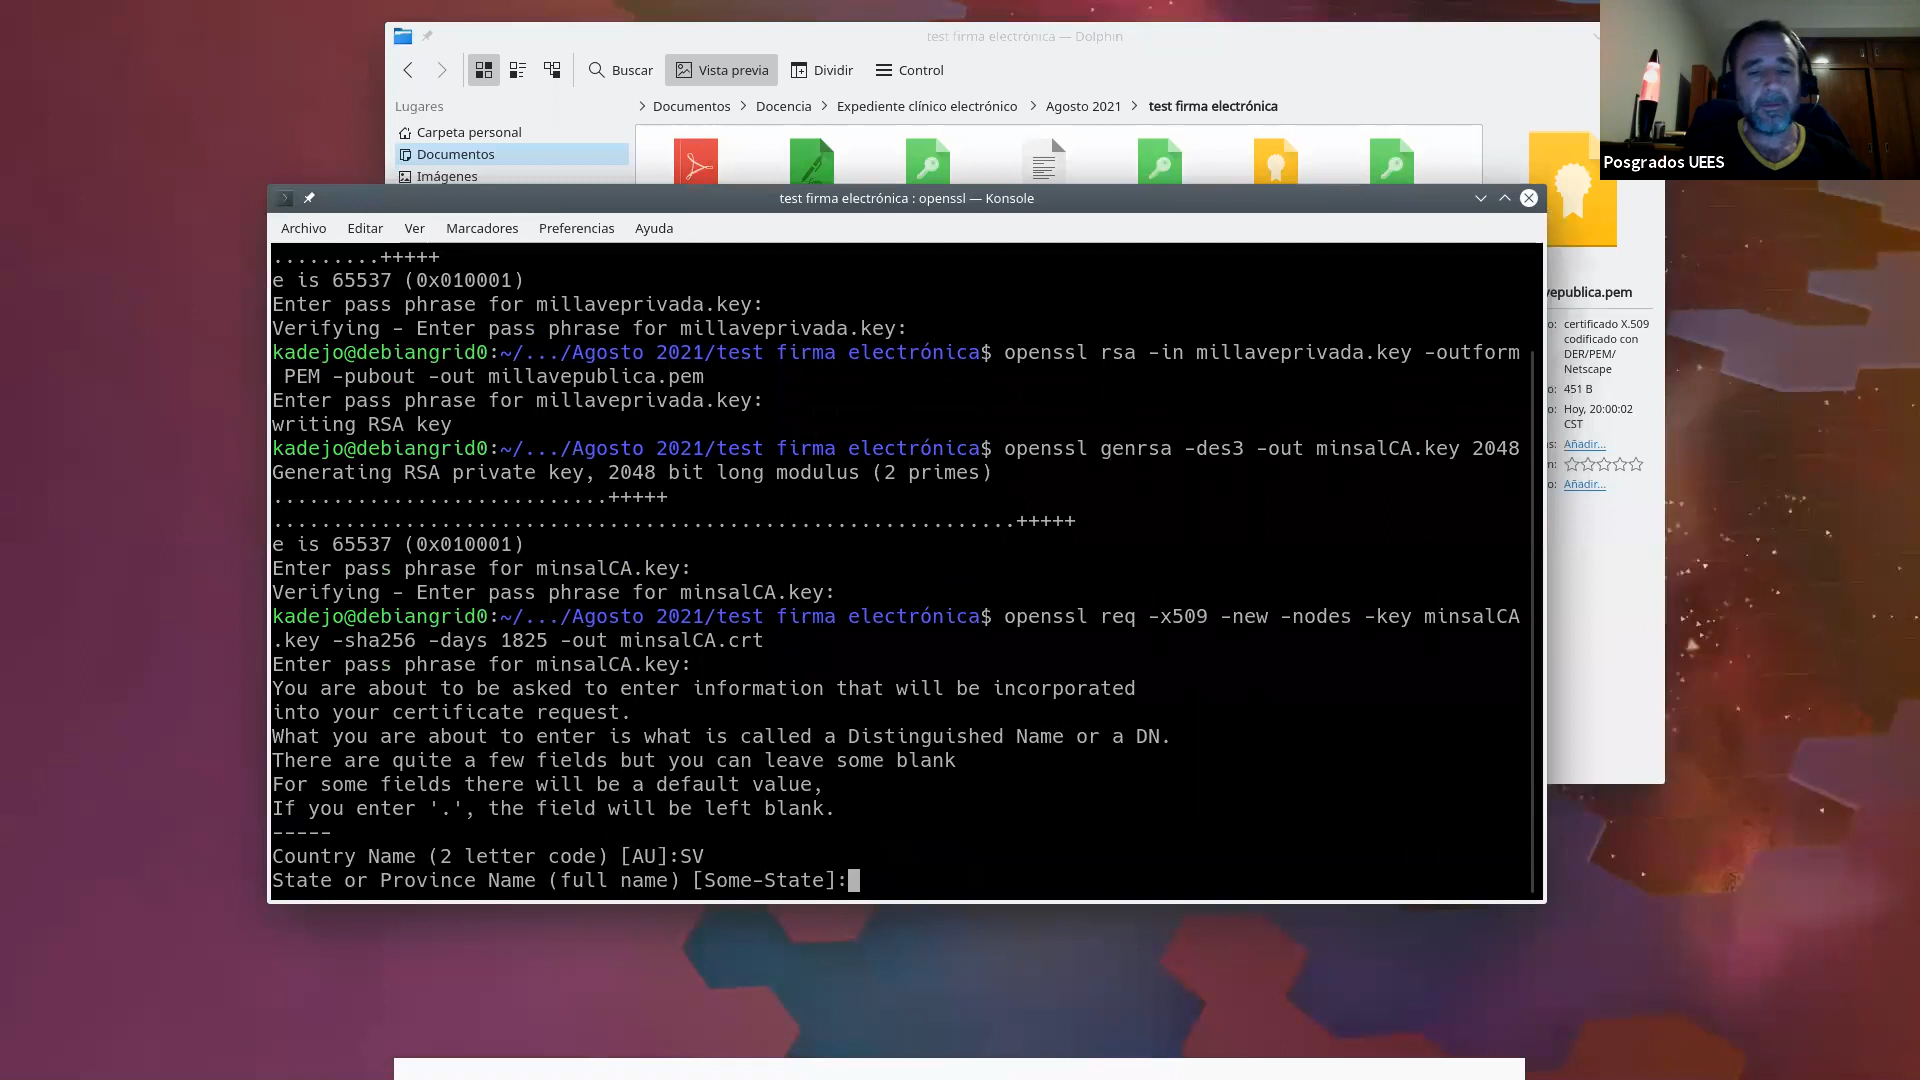 test firma electrónica — Dolphin
Buscar
Vista previa
Dividir
Control
Lugares
Documentos
Docencia
Expediente clínico electrónico
Agosto 2021
test firma electrónica
Carpeta personal
Documentos
Imágenes
Posgrados UEES
test firma electrónica : openssl — Konsole
Archivo Editar Ver Marcadores Preferencias Ayuda
.........+++++
e is 65537 (0x010001)
Enter pass phrase for millaveprivada.key:
Verifying - Enter pass phrase for millaveprivada.key:
kadejo@debiangrid0:~/.../Agosto 2021/test firma electrónica$ openssl rsa -in millaveprivada.key -outform
PEM -pubout -out millavepublica.pem
Enter pass phrase for millaveprivada.key:
writing RSA key
kadejo@debiangrid0:~/.../Agosto 2021/test firma electrónica$ openssl genrsa -des3 -out minsalCA.key 2048
Generating RSA private key, 2048 bit long modulus (2 primes)
............................+++++
..............................................................+++++
e is 65537 (0x010001)
Enter pass phrase for minsalCA.key:
Verifying - Enter pass phrase for minsalCA.key:
kadejo@debiangrid0:~/.../Agosto 2021/test firma electrónica$ openssl req -x509 -new -nodes -key minsalCA
.key -sha256 -days 1825 -out minsalCA.crt
Enter pass phrase for minsalCA.key:
You are about to be asked to enter information that will be incorporated
into your certificate request.
What you are about to enter is what is called a Distinguished Name or a DN.
There are quite a few fields but you can leave some blank
For some fields there will be a default value,
If you enter '.', the field will be left blank.
-----
Country Name (2 letter code) [AU]:SV
State or Province Name (full name) [Some-State]:
vepublica.pem
o: certificado X.509
codificado con
DER/PEM/
Netscape
o: 451 B
o: Hoy, 20:00:02
CST
s: Añadir...
n:
o: Añadir...